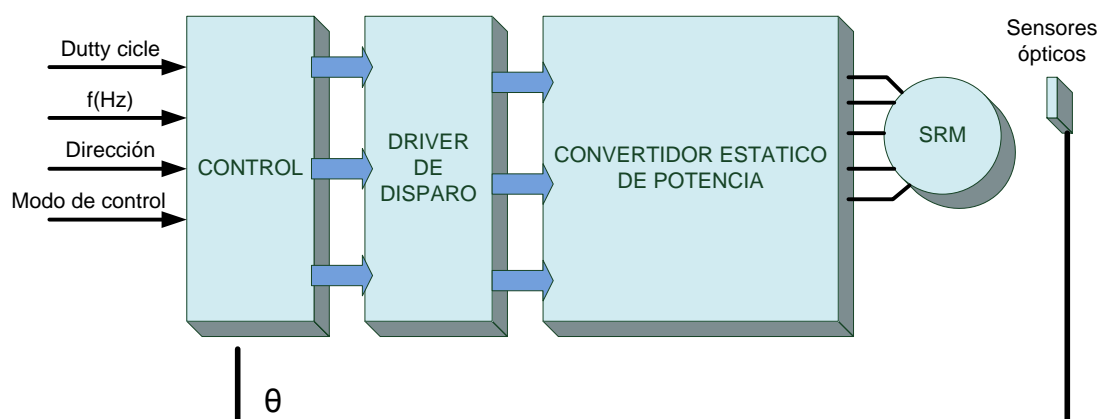 Dutty cicle
f(Hz)
Dirección
Modo de control
CONTROL
DRIVER
DE
DISPARO
CONVERTIDOR ESTATICO
DE POTENCIA
SRM
Sensores
ópticos
θ